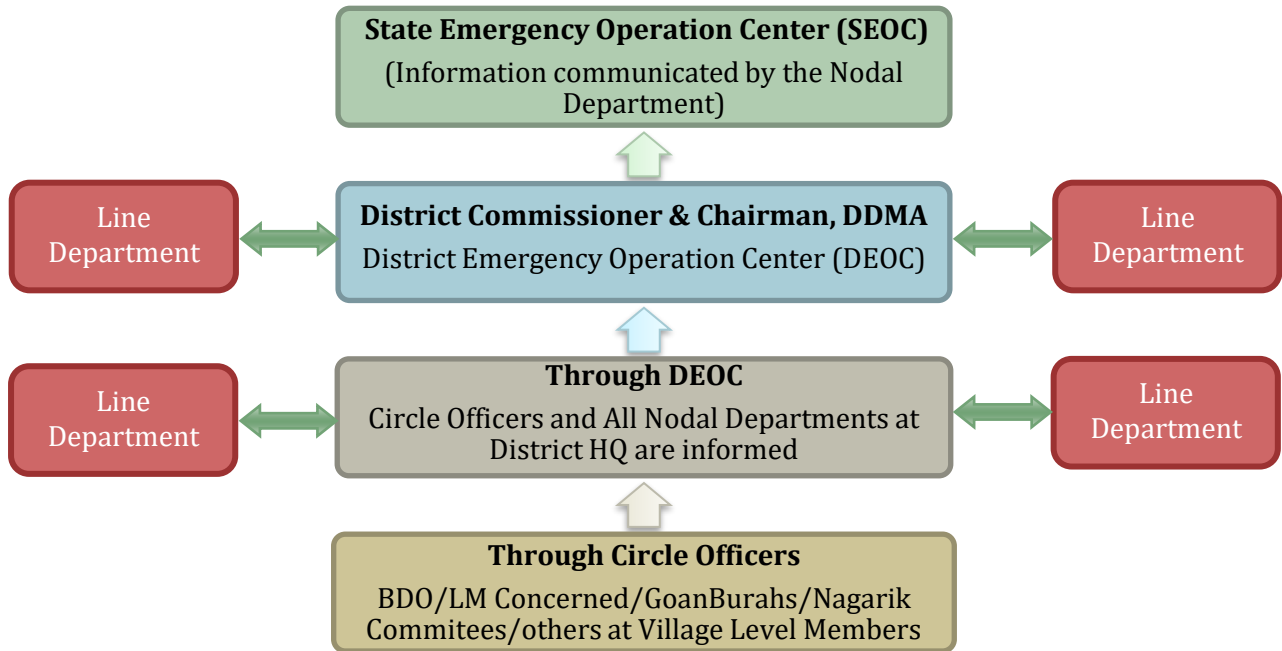 State Emergency Operation Center (SEOC)
(Information communicated by the Nodal
Department)
Line
Department
District Commissioner & Chairman, DDMA
District Emergency Operation Center (DEOC)
Line
Department
Line
Department
Through DEOC
Circle Officers and All Nodal Departments at
District HQ are informed
Line
Department
Through Circle Officers
BDO/LM Concerned/GoanBurahs/Nagarik
Commitees/others at Village Level Members